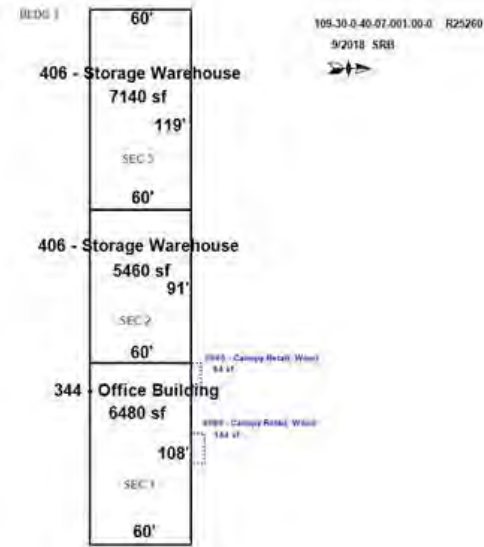 BLDG 1
60'
109-30-0-40-07-001.00-0 R25260
9/2018 SRB
406 - Storage Warehouse
7140 sf
119'
SEC 3
60'
406 - Storage Warehouse
5460 sf
91'
SEC 2
60'
Canopy Retail, Wood
sf
344 - Office Building
6480 sf
Canopy Retail, Wood
sf
108'
SEC 1
60'